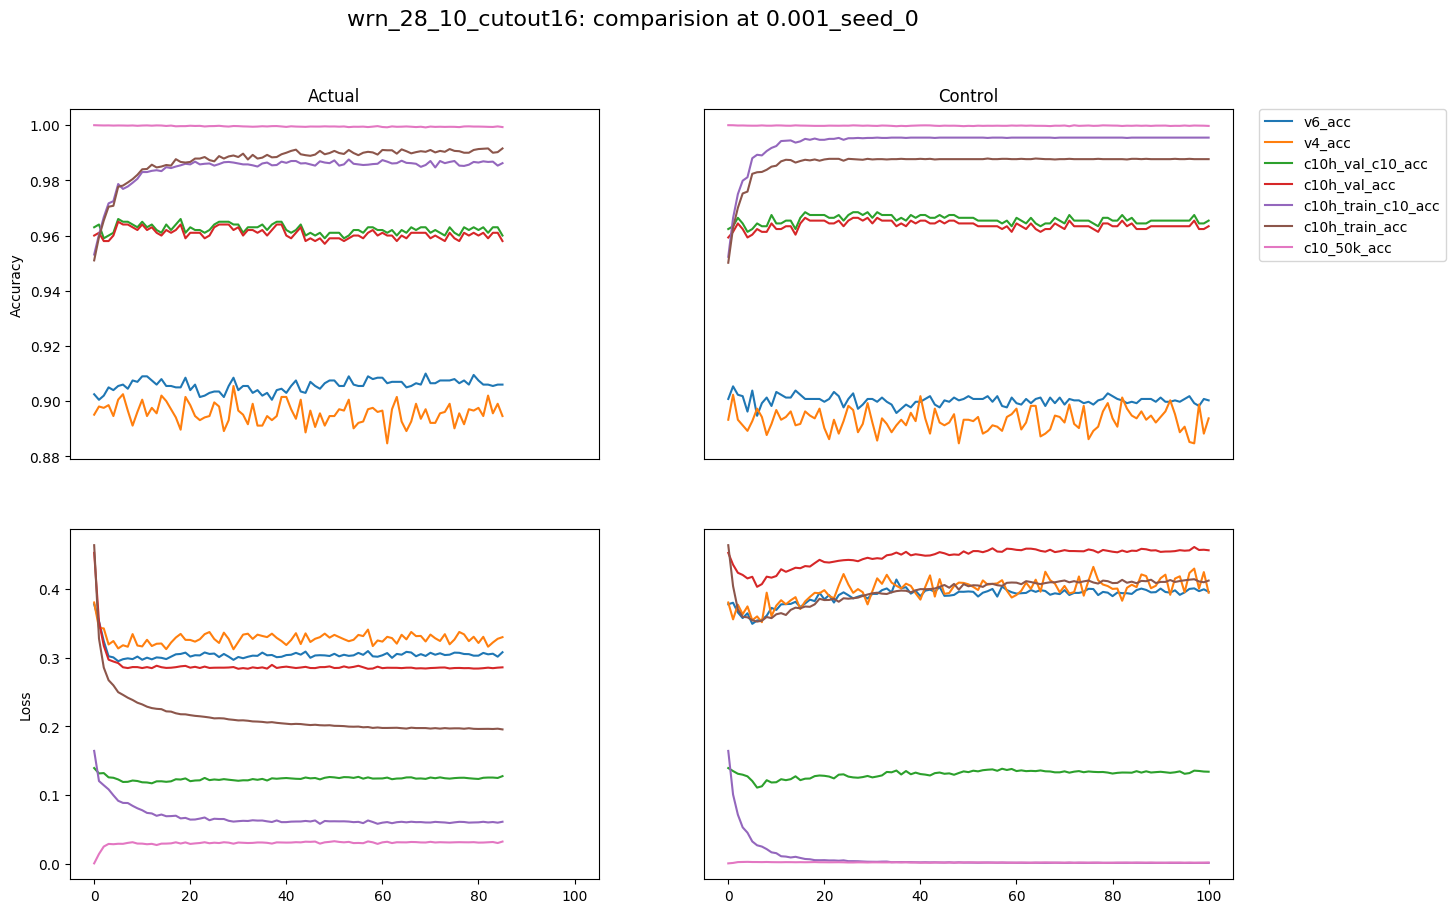 wrn_28_10_cutout16: comparision at 0.001_seed_0
Actual
Control
1.00
0.98
0.96
0.94
0.92
0.90
0.88
Accuracy
v6_acc
v4_acc
c10h_val_c10_acc
c10h_val_acc
c10h_train_c10_acc
c10h_train_acc
c10_50k_acc
0.4
0.3
0.2
0.1
0.0
Loss
0 20 40 60 80 100
0 20 40 60 80 100